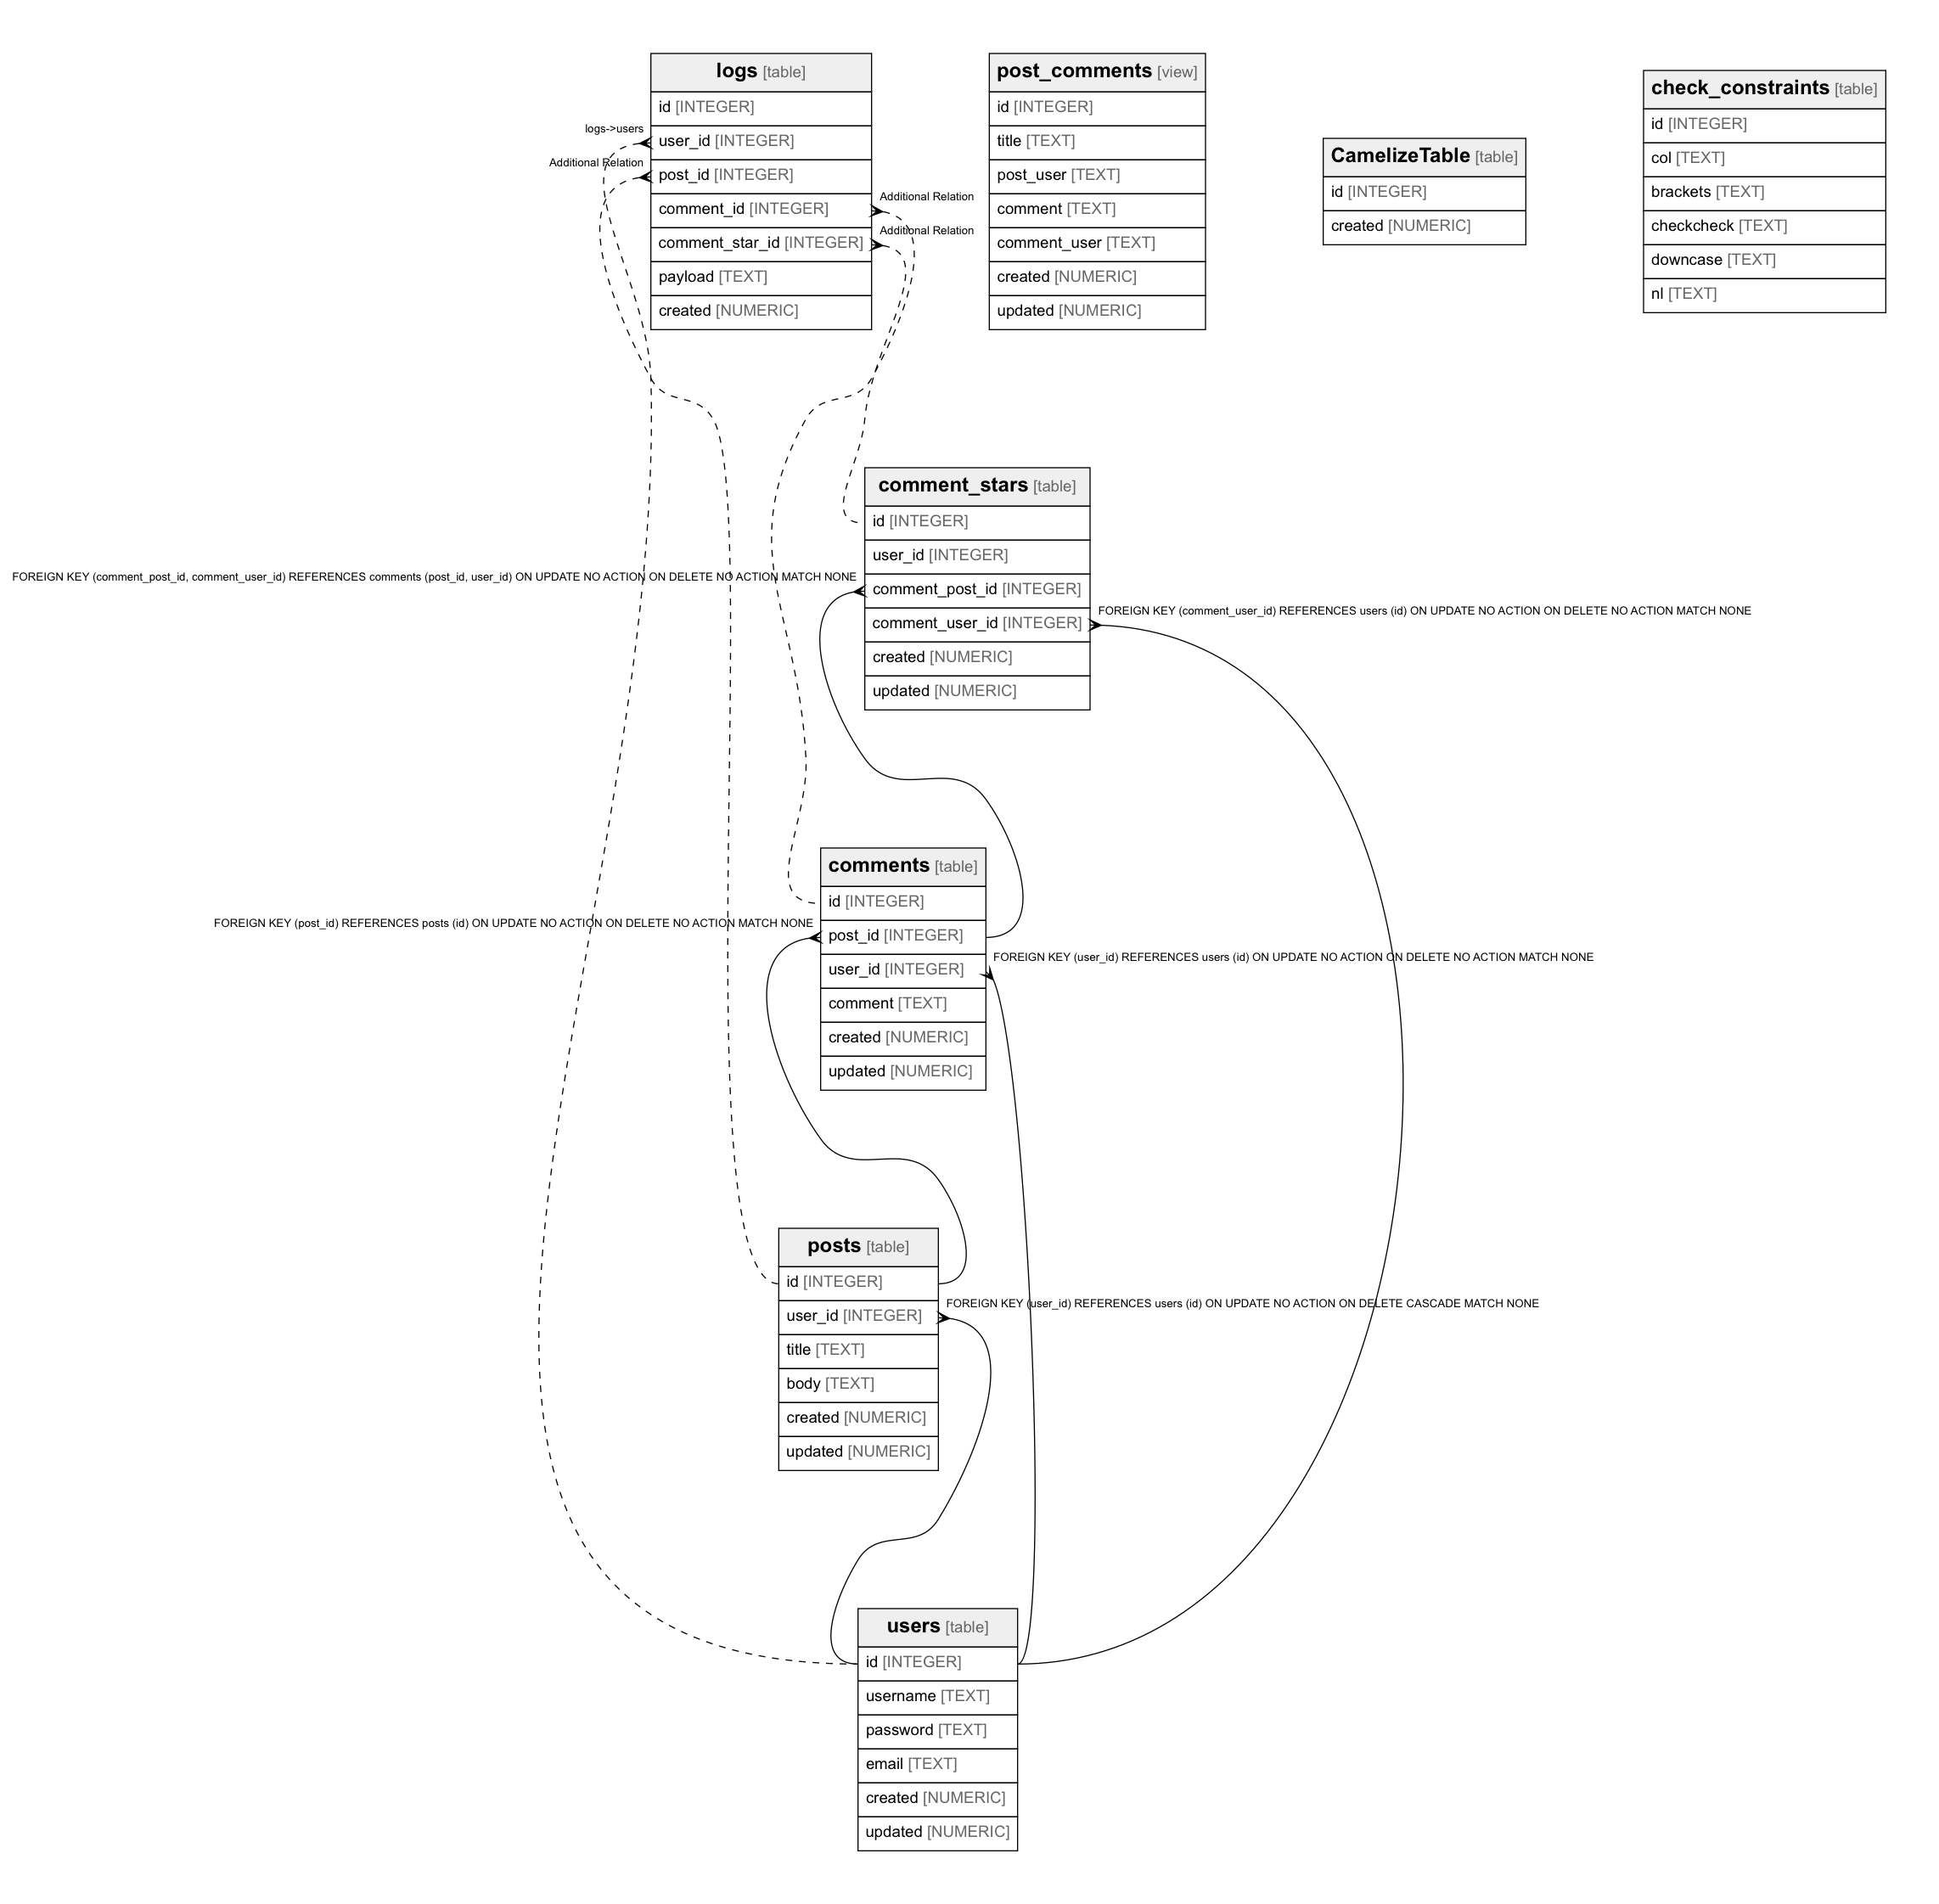 logs [table]
id [INTEGER]
logs->users
user_id [INTEGER]
Additional Relation
post_id [INTEGER]
comment_id [INTEGER]
Additional Relation
comment_star_id [INTEGER]
Additional Relation
payload [TEXT]
created [NUMERIC]
post_comments [view]
id [INTEGER]
title [TEXT]
post_user [TEXT]
comment [TEXT]
comment_user [TEXT]
created [NUMERIC]
updated [NUMERIC]
CamelizeTable [table]
id [INTEGER]
created [NUMERIC]
check_constraints [table]
id [INTEGER]
col [TEXT]
brackets [TEXT]
checkcheck [TEXT]
downcase [TEXT]
nl [TEXT]
comment_stars [table]
id [INTEGER]
user_id [INTEGER]
FOREIGN KEY (comment_post_id, comment_user_id) REFERENCES comments (post_id, user_id) ON UPDATE NO ACTION ON DELETE NO ACTION MATCH NONE
comment_post_id [INTEGER]
comment_user_id [INTEGER]
FOREIGN KEY (comment_user_id) REFERENCES users (id) ON UPDATE NO ACTION ON DELETE NO ACTION MATCH NONE
created [NUMERIC]
updated [NUMERIC]
comments [table]
id [INTEGER]
FOREIGN KEY (post_id) REFERENCES posts (id) ON UPDATE NO ACTION ON DELETE NO ACTION MATCH NONE
post_id [INTEGER]
user_id [INTEGER]
FOREIGN KEY (user_id) REFERENCES users (id) ON UPDATE NO ACTION ON DELETE NO ACTION MATCH NONE
comment [TEXT]
created [NUMERIC]
updated [NUMERIC]
posts [table]
id [INTEGER]
user_id [INTEGER]
FOREIGN KEY (user_id) REFERENCES users (id) ON UPDATE NO ACTION ON DELETE CASCADE MATCH NONE
title [TEXT]
body [TEXT]
created [NUMERIC]
updated [NUMERIC]
users [table]
id [INTEGER]
username [TEXT]
password [TEXT]
email [TEXT]
created [NUMERIC]
updated [NUMERIC]